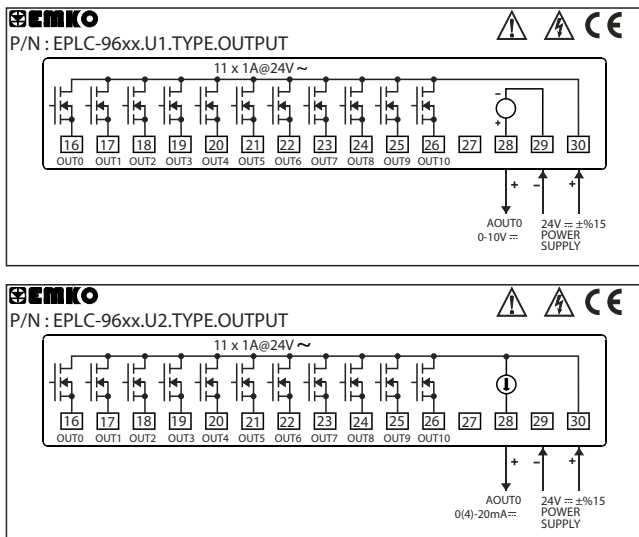 EMKO
P/N : EPLC-96xx.U1.TYPE.OUTPUT
11 x 1A@24V ~
- +
16 17 18 19 20 21 22 23 24 25 26 27 28 29 30
OUT0 OUT1 OUT2 OUT3 OUT4 OUT5 OUT6 OUT7 OUT8 OUT9 OUT10
+ - +
AOUT0 24V ⎓ ±%15
0-10V ⎓ POWER
SUPPLY
EMKO
P/N : EPLC-96xx.U2.TYPE.OUTPUT
11 x 1A@24V ~
16 17 18 19 20 21 22 23 24 25 26 27 28 29 30
OUT0 OUT1 OUT2 OUT3 OUT4 OUT5 OUT6 OUT7 OUT8 OUT9 OUT10
+ - +
AOUT0 24V ⎓ ±%15
0(4)-20mA⎓ POWER
SUPPLY